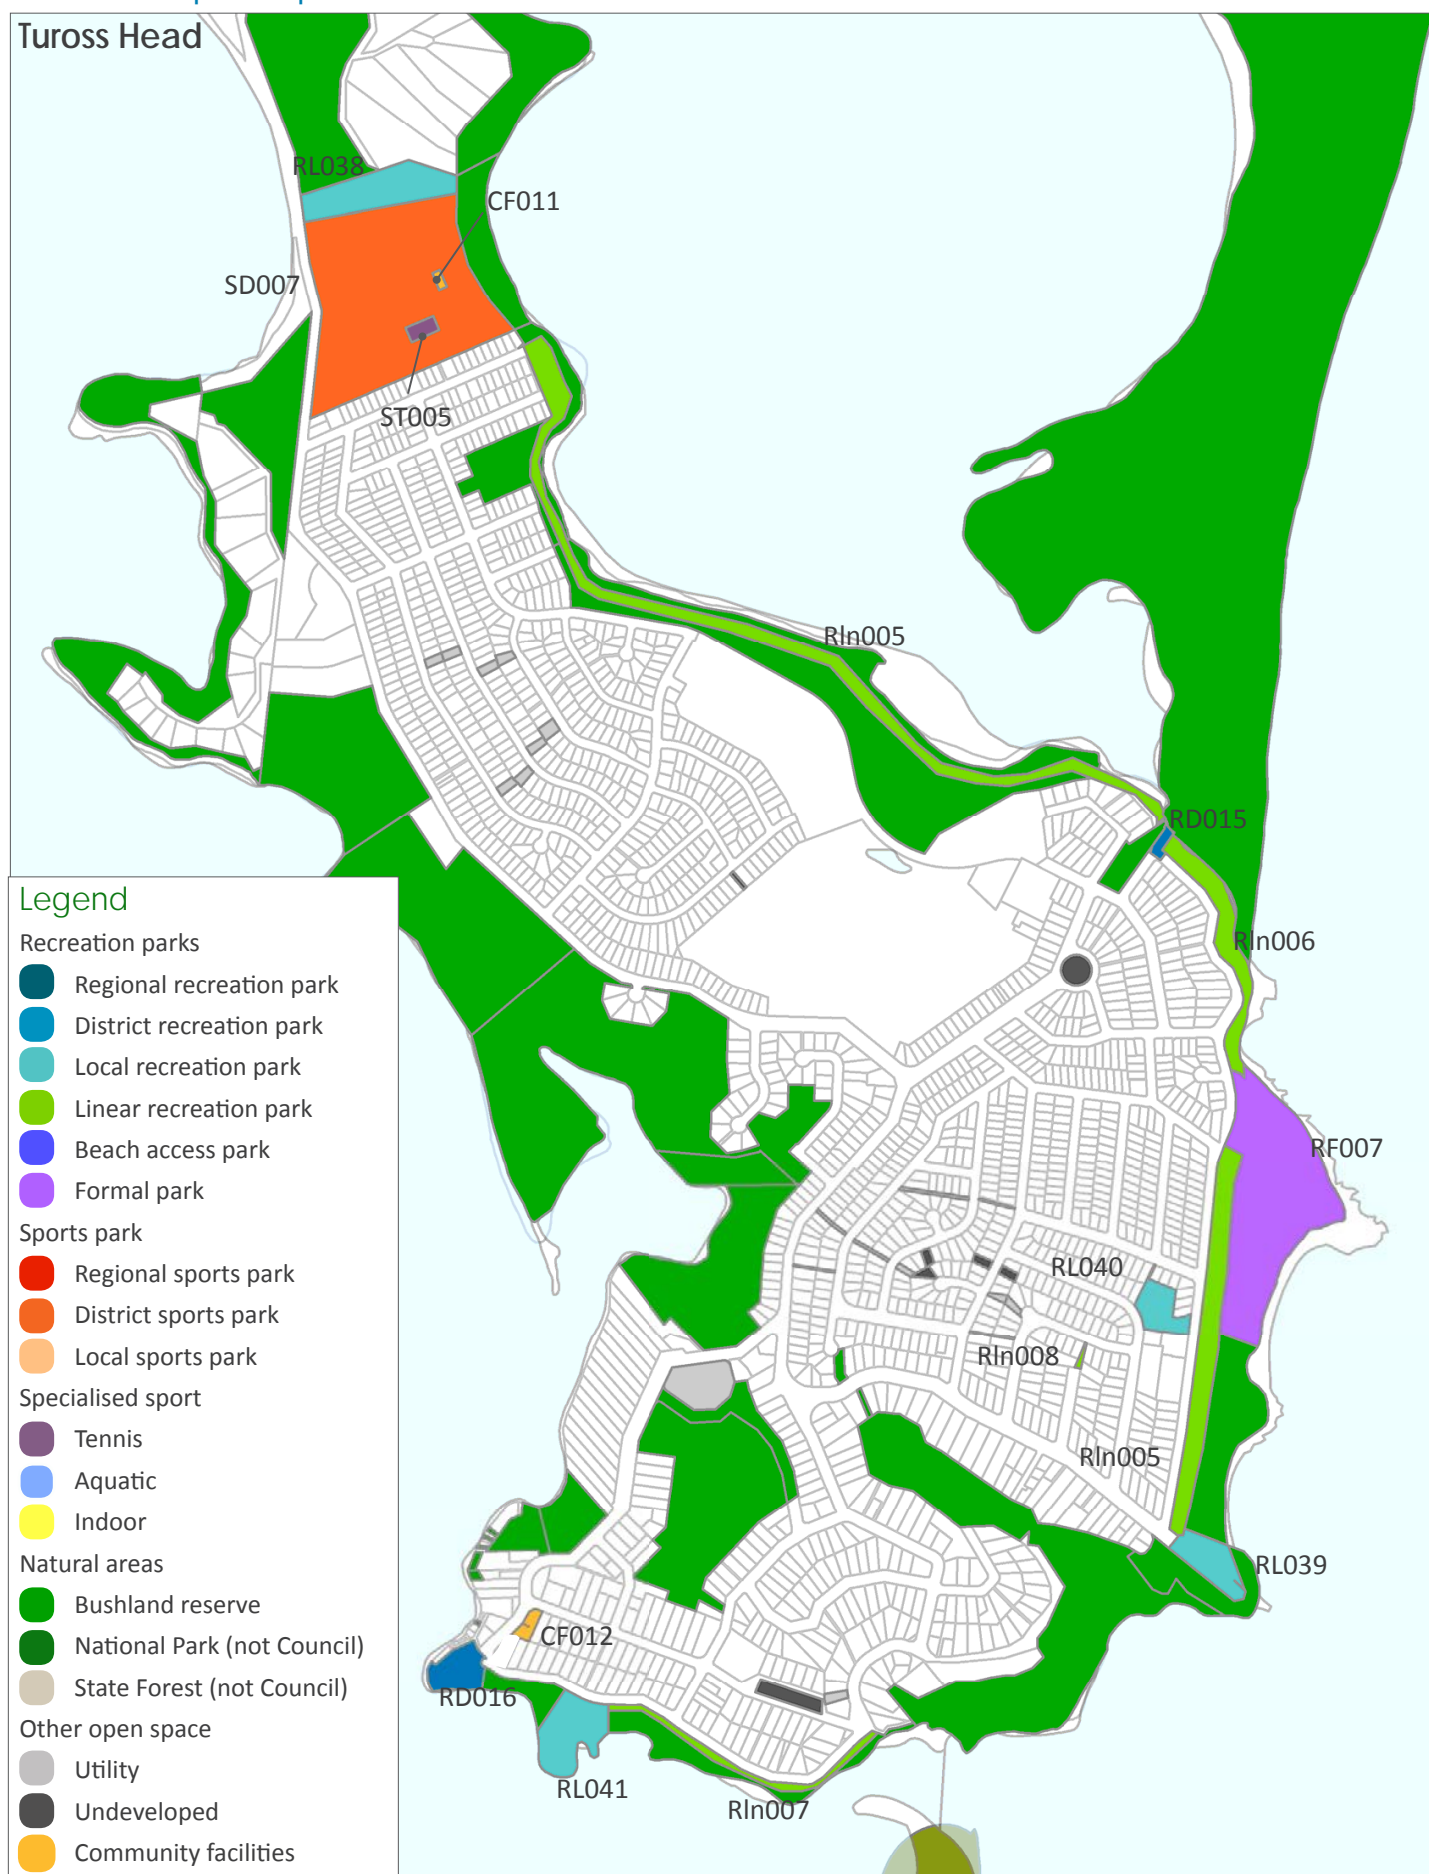 Tuross Head
RL038
CF011
SD007
ST005
Rln005
RD015
Rln006
RF007
RL040
Rln008
Rln005
RL039
CF012
RD016
RL041
Rln007
Legend
Recreation parks
Regional recreation park
District recreation park
Local recreation park
Linear recreation park
Beach access park
Formal park
Sports park
Regional sports park
District sports park
Local sports park
Specialised sport
Tennis
Aquatic
Indoor
Natural areas
Bushland reserve
National Park (not Council)
State Forest (not Council)
Other open space
Utility
Undeveloped
Community facilities